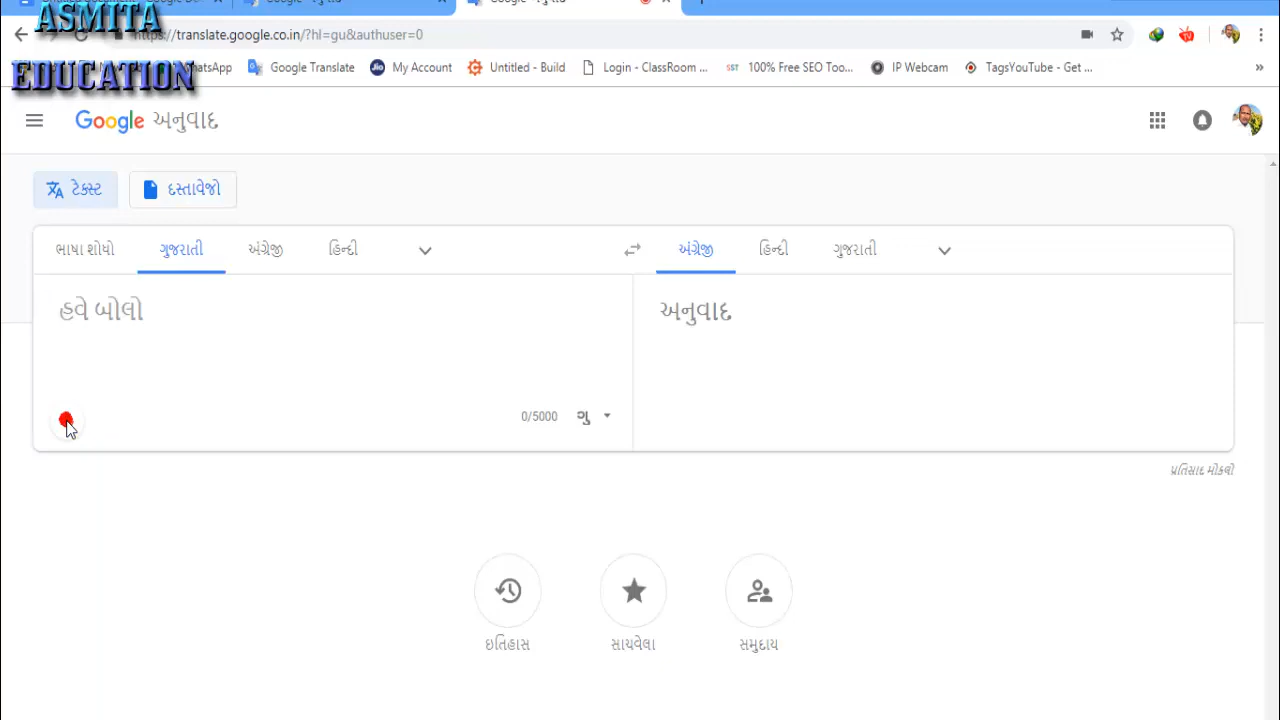 ASMITA
EDUCATION
https://translate.google.co.in/?hl=gu&authuser=0
WhatsApp Google Translate Jio My Account Untitled - Build Login - ClassRoom ... SST 100% Free SEO Too... IP Webcam TagsYouTube - Get ... »
Google અનુવાદ
ટેક્સ્ટ દસ્તાવેજો
ભાષા શોધો ગુજરાતી અંગ્રેજી હિન્દી અંગ્રેજી હિન્દી ગુજરાતી
હવે બોલો અનુવાદ
0/5000 ગુ
પ્રતિસાદ મોકલો
ઇતિહાસ સાચવેલા સમુદાય